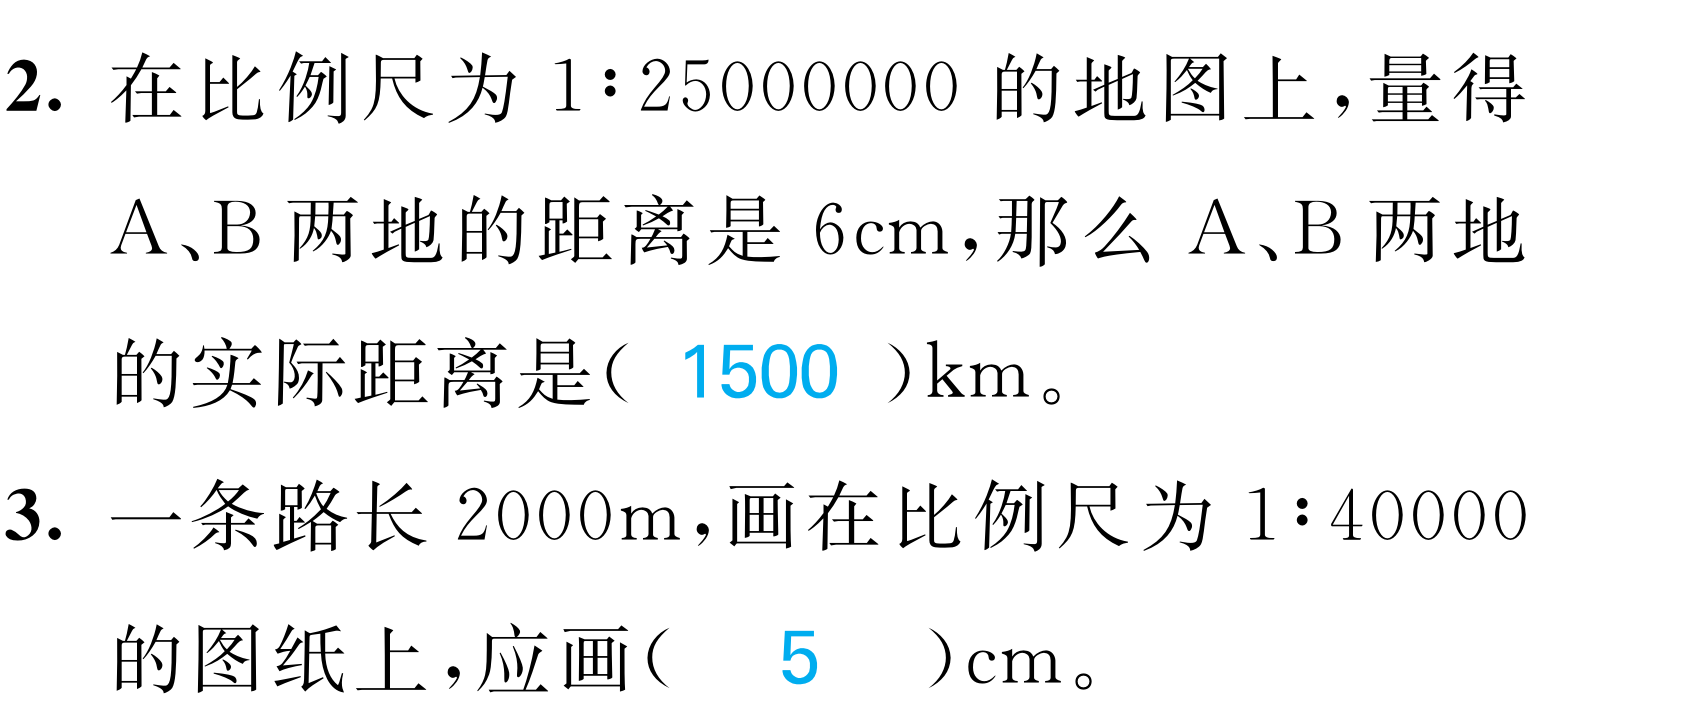 2. 在比例尺为 1∶25000000 的地图上,量得
A、B 两地的距离是 6cm,那么 A、B 两地
的实际距离是( 1500 )km。
3. 一条路长 2000m,画在比例尺为 1∶40000
的图纸上,应画( 5 )cm。